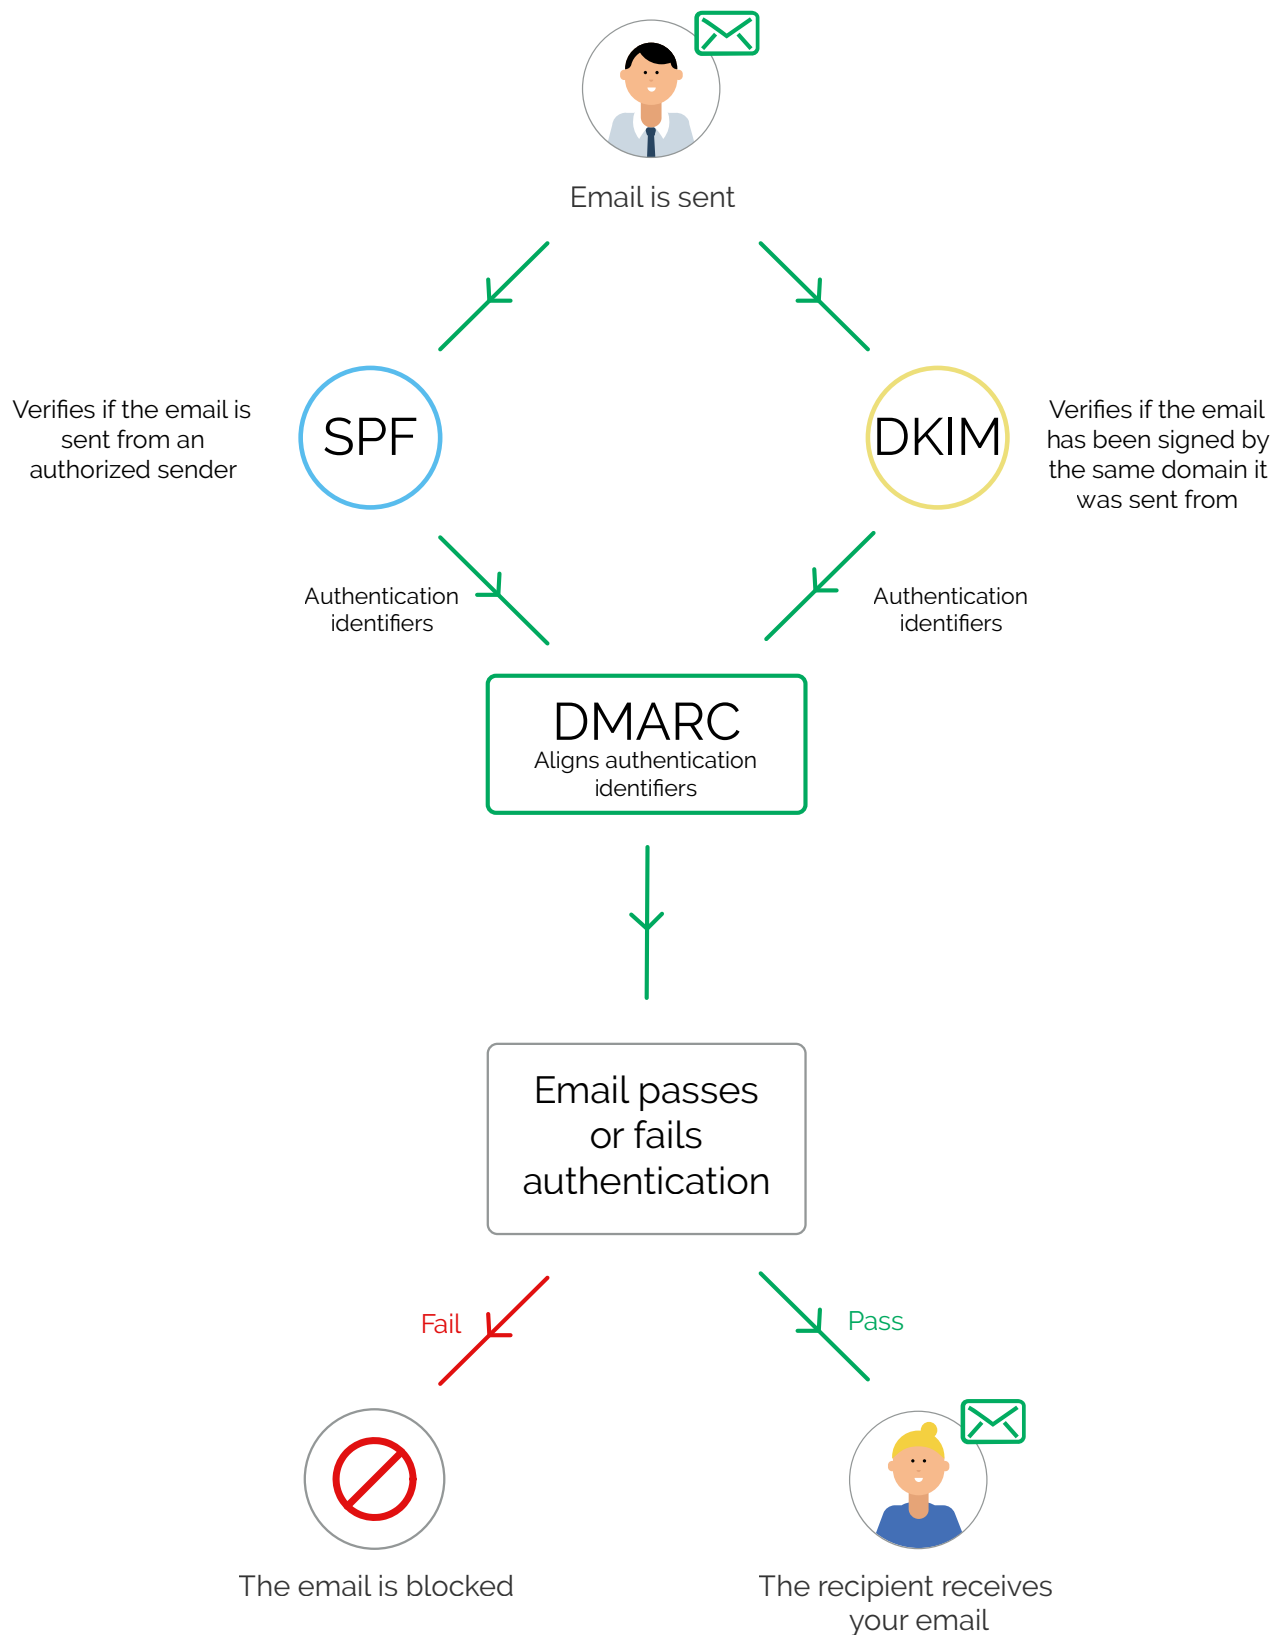 Email is sent
Verifies if the email is
sent from an
authorized sender
SPF
DKIM
Verifies if the email
has been signed by
the same domain it
was sent from
Authentication
identifiers
Authentication
identifiers
DMARC
Aligns authentication
identifiers
Email passes
or fails
authentication
Fail
Pass
The email is blocked
The recipient receives
your email